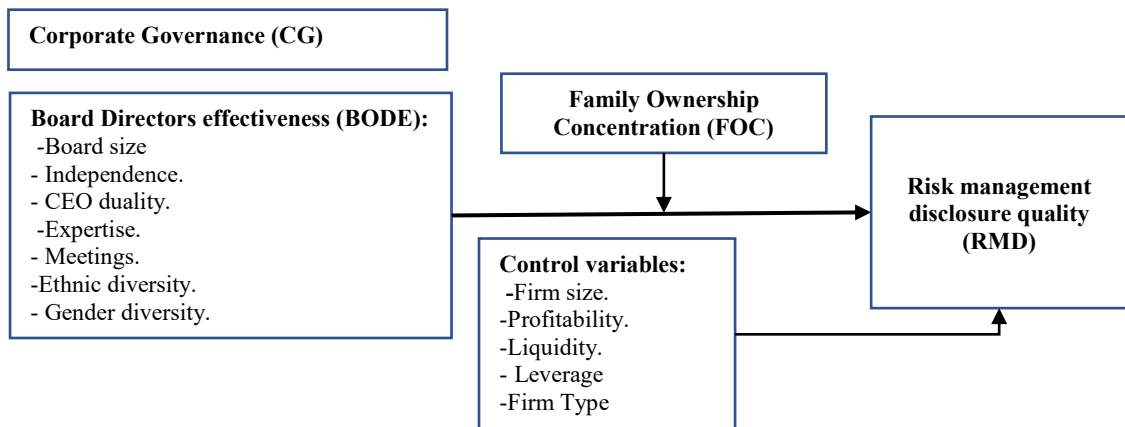 Corporate Governance (CG)
Board Directors effectiveness (BODE):
-Board size
- Independence.
- CEO duality.
-Expertise.
- Meetings.
-Ethnic diversity.
- Gender diversity.
Family Ownership
Concentration (FOC)
Control variables:
-Firm size.
-Profitability.
-Liquidity.
- Leverage
-Firm Type
Risk management
disclosure quality
(RMD)